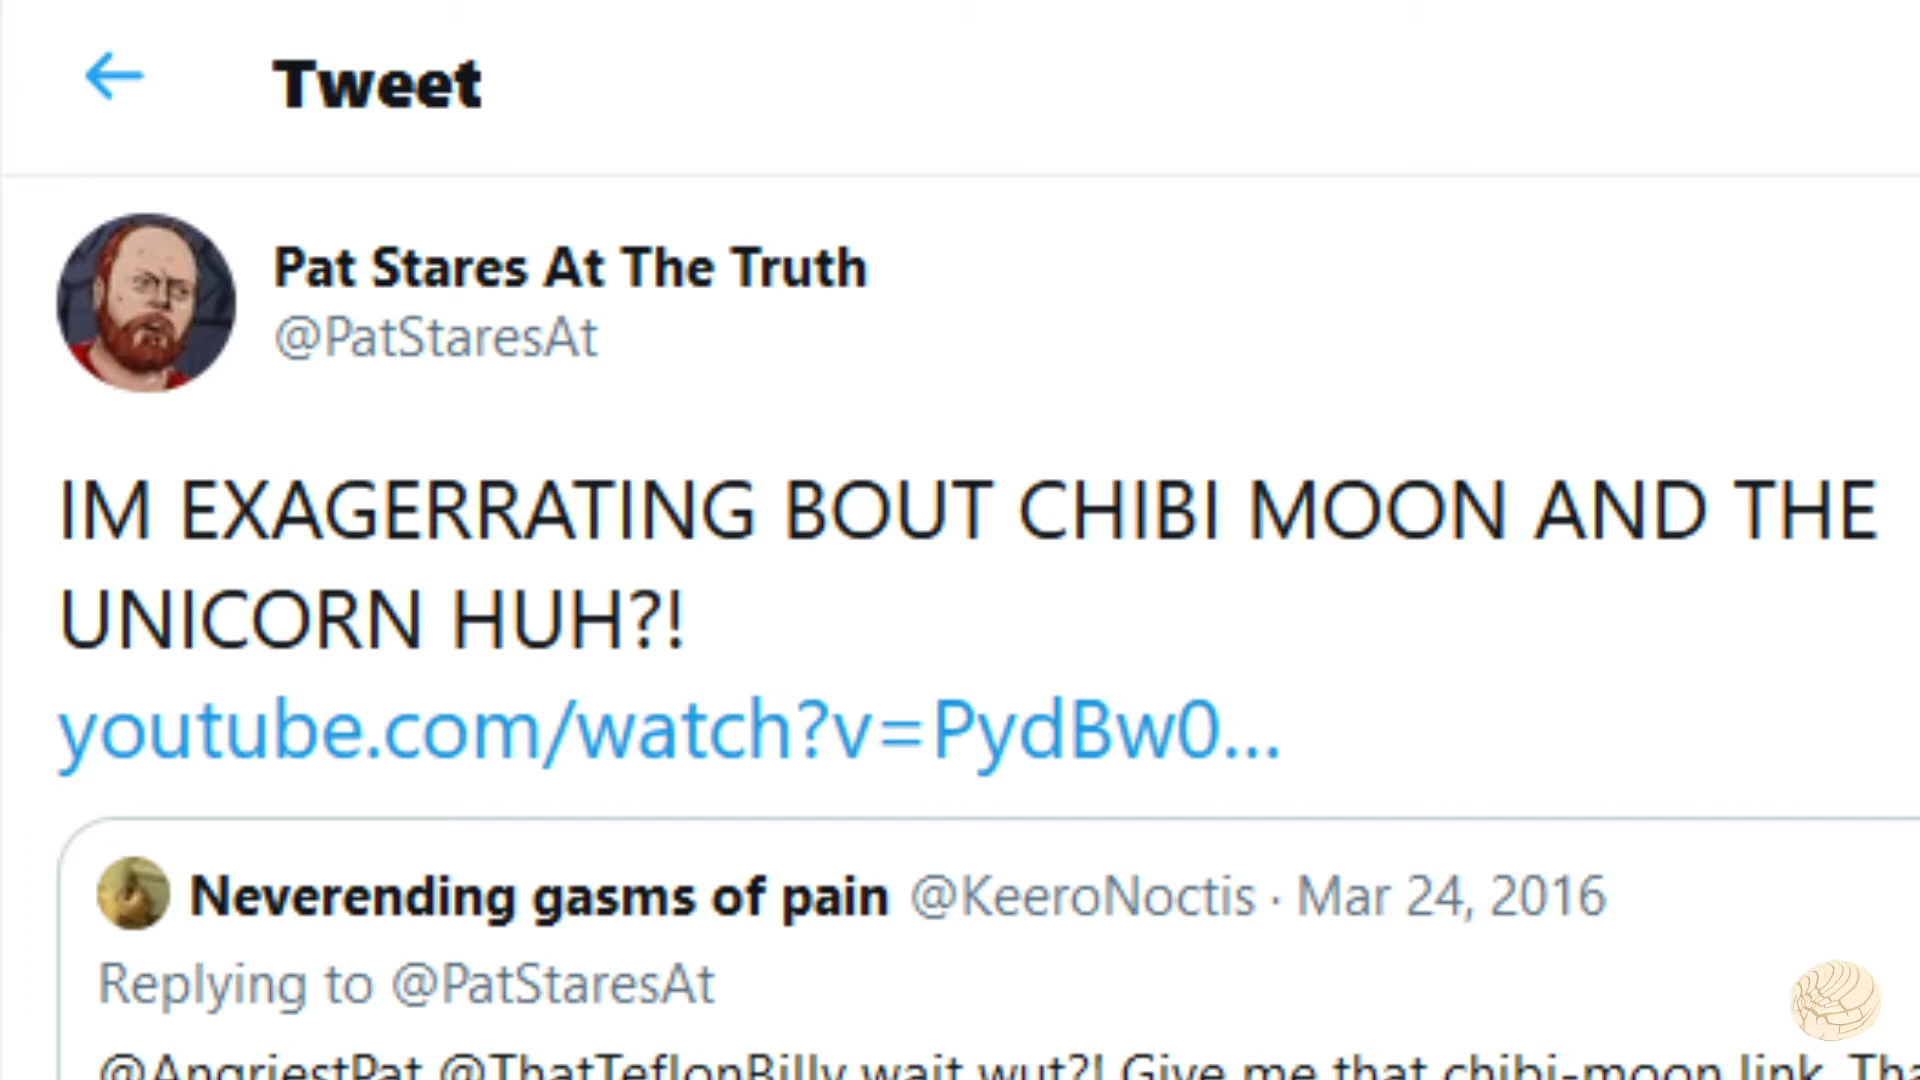 Tweet
Pat Stares At The Truth
@PatStaresAt
IM EXAGERRATING BOUT CHIBI MOON AND THE
UNICORN HUH?!
youtube.com/watch?v=PydBw0...
Neverending gasms of pain @KeeroNoctis · Mar 24, 2016
Replying to @PatStaresAt
@AngriestPat @ThatTeflonBilly wait wut?! Give me that chibi-moon link.